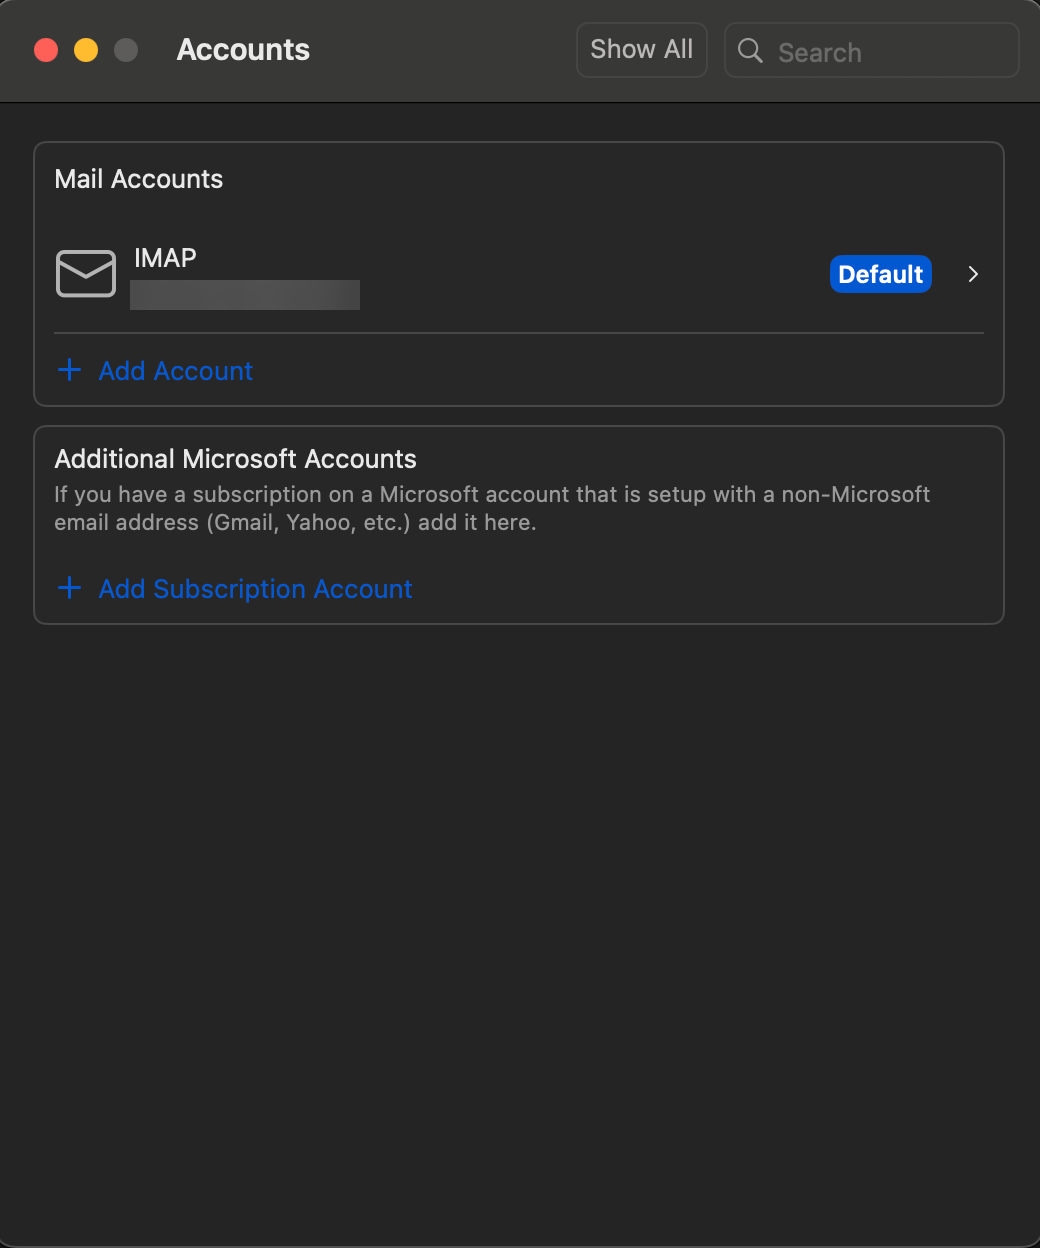 Accounts
Show All
Search
Mail Accounts
IMAP
Default
Add Account
Additional Microsoft Accounts
If you have a subscription on a Microsoft account that is setup with a non-Microsoft
email address (Gmail, Yahoo, etc.) add it here.
Add Subscription Account